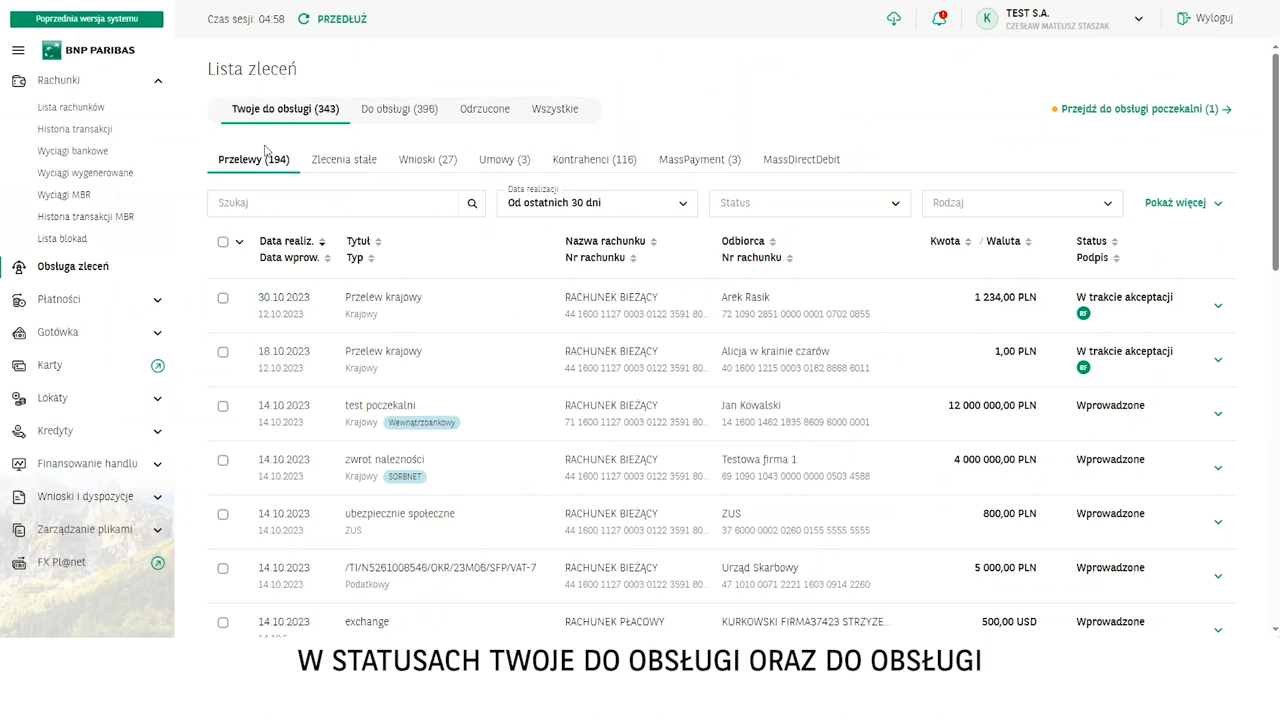 Poprzednia wersja systemu
Czas sesji: 04:58 PRZEDŁUŻ
K TEST S.A. CZESŁAW MATEUSZ STASZAK
Wyloguj
BNP PARIBAS
Rachunki
Lista rachunków
Historia transakcji
Wyciągi bankowe
Wyciągi wygenerowane
Wyciągi MBR
Historia transakcji MBR
Lista blokad
Obsługa zleceń
Płatności
Gotówka
Karty
Lokaty
Kredyty
Finansowanie handlu
Wnioski i dyspozycje
Zarządzanie plikami
FX Pl@net
Lista zleceń
Twoje do obsługi (343) Do obsługi (396) Odrzucone Wszystkie
Przejdź do obsługi poczekalni (1)
Przelewy (194) Zlecenia stałe Wnioski (27) Umowy (3) Kontrahenci (116) MassPayment (3) MassDirectDebit
Szukaj
Data realizacji
Od ostatnich 30 dni
Status
Rodzaj
Pokaż więcej
Data realiz. Tytuł Nazwa rachunku Odbiorca Kwota / Waluta Status
Data wprow. Typ Nr rachunku Nr rachunku Podpis
30.10.2023 Przelew krajowy RACHUNEK BIEŻĄCY Arek Rasik 1 234,00 PLN W trakcie akceptacji
12.10.2023 Krajowy 44 1600 1127 0003 0122 3591 80... 72 1090 2851 0000 0001 0702 0855 RF
18.10.2023 Przelew krajowy RACHUNEK BIEŻĄCY Alicja w krainie czarów 1,00 PLN W trakcie akceptacji
12.10.2023 Krajowy 44 1600 1127 0003 0122 3591 80... 40 1600 1215 0003 0162 8868 6011 RF
14.10.2023 test poczekalni RACHUNEK BIEŻĄCY Jan Kowalski 12 000 000,00 PLN Wprowadzone
14.10.2023 Krajowy Wewnątrzbankowy 71 1600 1127 0003 0122 3591 80... 14 1600 1462 1835 8609 6000 0001
14.10.2023 zwrot należności RACHUNEK BIEŻĄCY Testowa firma 1 4 000 000,00 PLN Wprowadzone
14.10.2023 Krajowy SORBNET 44 1600 1127 0003 0122 3591 80... 69 1090 1043 0000 0000 0503 4588
14.10.2023 ubezpiecznie społeczne RACHUNEK BIEŻĄCY ZUS 800,00 PLN Wprowadzone
14.10.2023 ZUS 44 1600 1127 0003 0122 3591 80... 37 6000 0002 0260 0155 5555 5555
14.10.2023 /TI/N5261008546/OKR/23M06/SFP/VAT-7 RACHUNEK BIEŻĄCY Urząd Skarbowy 5 000,00 PLN Wprowadzone
14.10.2023 Podatkowy 44 1600 1127 0003 0122 3591 80... 47 1010 0071 2221 1603 0914 2260
14.10.2023 exchange RACHUNEK PŁACOWY KURKOWSKI FIRMA37423 STRZYZE... 500,00 USD Wprowadzone
W STATUSACH TWOJE DO OBSŁUGI ORAZ DO OBSŁUGI